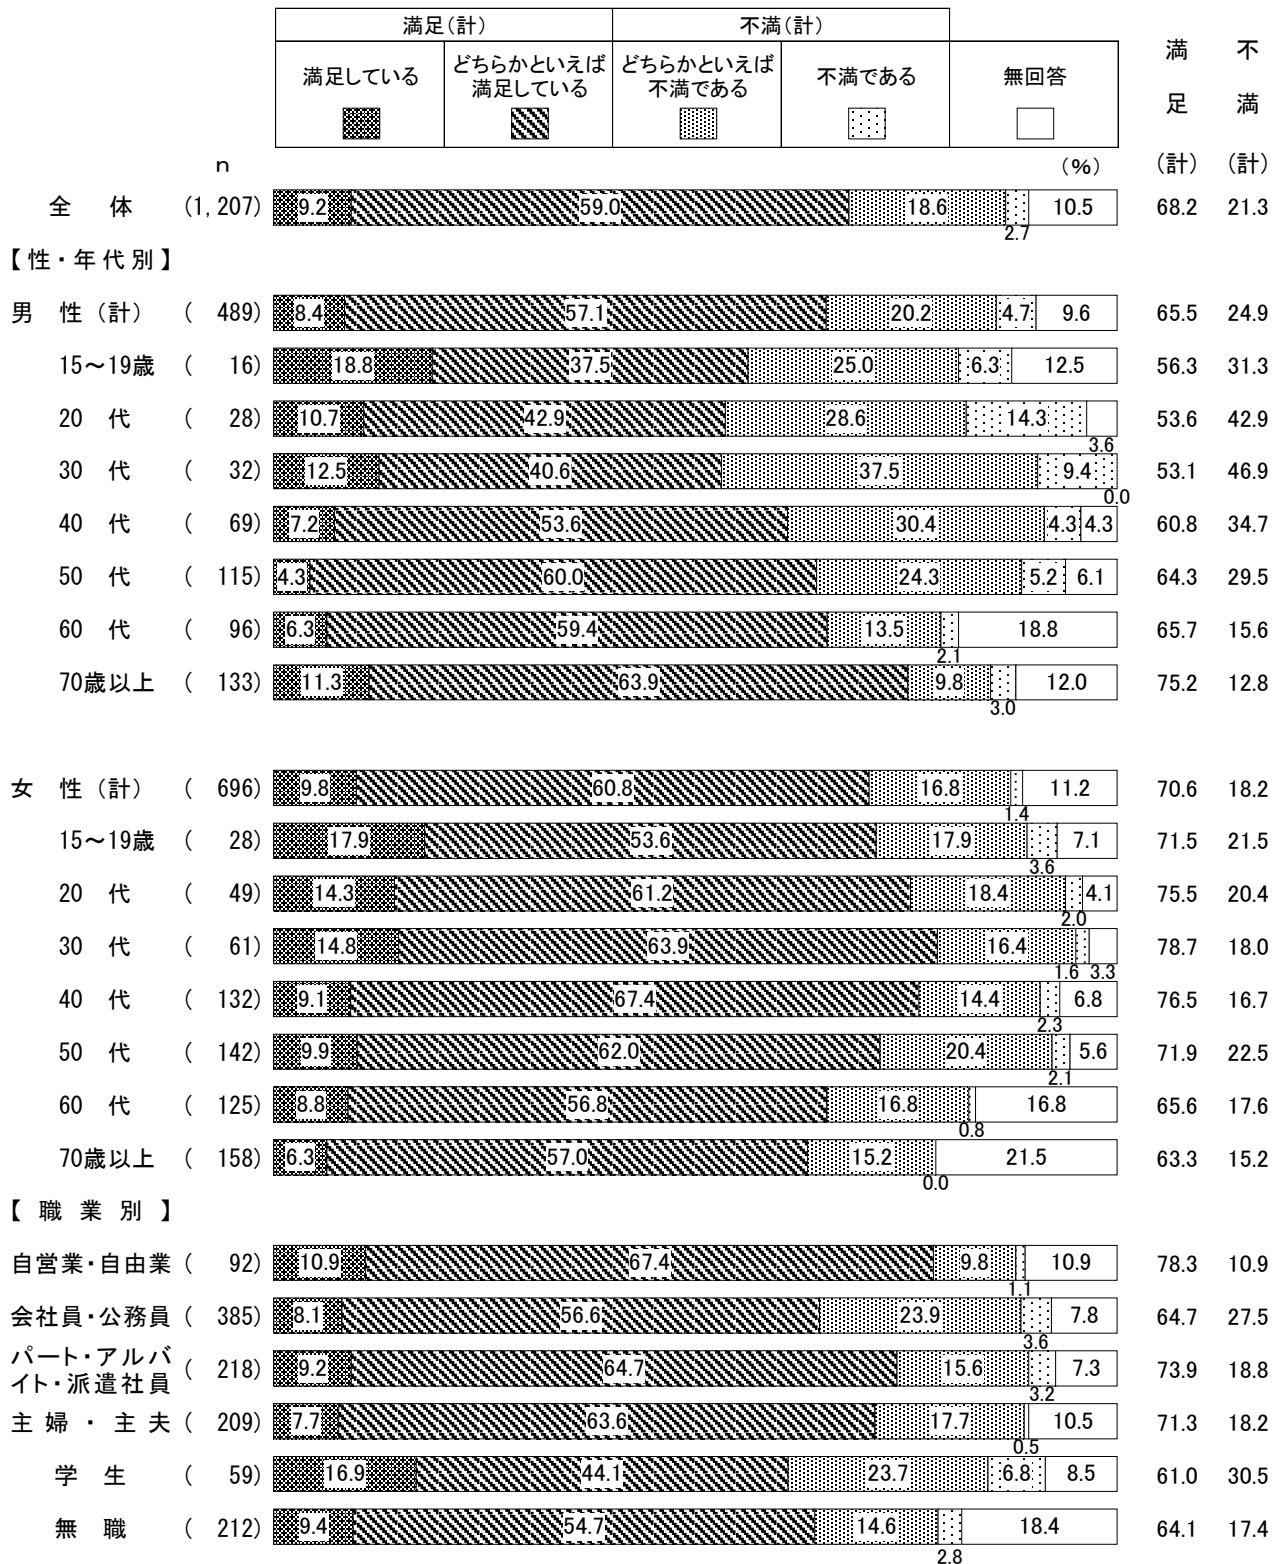 満足(計) 不満(計)
満足している どちらかといえば満足している どちらかといえば不満である 不満である 無回答
満足(計) 不満(計)
n (%)
全体 (1,207) 9.2 59.0 18.6 2.7 10.5 68.2 21.3
【性・年代別】
男性(計) (489) 8.4 57.1 20.2 4.7 9.6 65.5 24.9
15～19歳 (16) 18.8 37.5 25.0 6.3 12.5 56.3 31.3
20代 (28) 10.7 42.9 28.6 14.3 3.6 53.6 42.9
30代 (32) 12.5 40.6 37.5 9.4 0.0 53.1 46.9
40代 (69) 7.2 53.6 30.4 4.3 4.3 60.8 34.7
50代 (115) 4.3 60.0 24.3 5.2 6.1 64.3 29.5
60代 (96) 6.3 59.4 13.5 2.1 18.8 65.7 15.6
70歳以上 (133) 11.3 63.9 9.8 3.0 12.0 75.2 12.8
女性(計) (696) 9.8 60.8 16.8 1.4 11.2 70.6 18.2
15～19歳 (28) 17.9 53.6 17.9 3.6 7.1 71.5 21.5
20代 (49) 14.3 61.2 18.4 2.0 4.1 75.5 20.4
30代 (61) 14.8 63.9 16.4 1.6 3.3 78.7 18.0
40代 (132) 9.1 67.4 14.4 2.3 6.8 76.5 16.7
50代 (142) 9.9 62.0 20.4 2.1 5.6 71.9 22.5
60代 (125) 8.8 56.8 16.8 0.8 16.8 65.6 17.6
70歳以上 (158) 6.3 57.0 15.2 0.0 21.5 63.3 15.2
【職業別】
自営業・自由業 (92) 10.9 67.4 9.8 1.1 10.9 78.3 10.9
会社員・公務員 (385) 8.1 56.6 23.9 3.6 7.8 64.7 27.5
パート・アルバイト・派遣社員 (218) 9.2 64.7 15.6 3.2 7.3 73.9 18.8
主婦・主夫 (209) 7.7 63.6 17.7 0.5 10.5 71.3 18.2
学生 (59) 16.9 44.1 23.7 6.8 8.5 61.0 30.5
無職 (212) 9.4 54.7 14.6 2.8 18.4 64.1 17.4